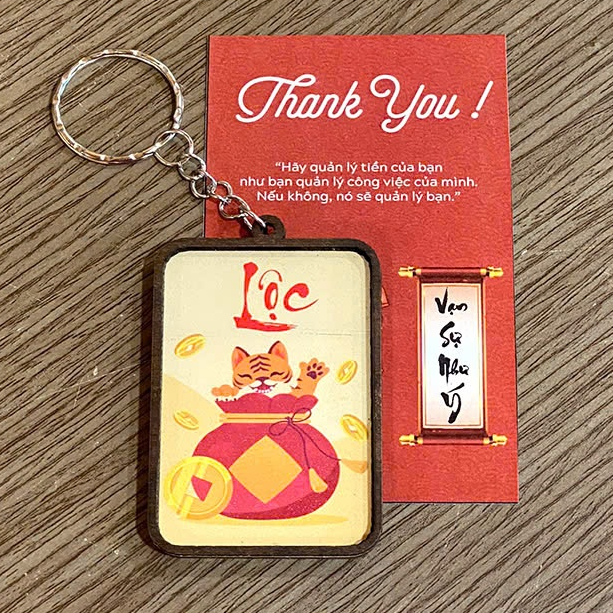 Thank You !
“Hãy quản lý tiền của bạn
như bạn quản lý công việc của mình.
Nếu không, nó sẽ quản lý bạn.”
Lộc
Vạn
Sự
Như
Ý